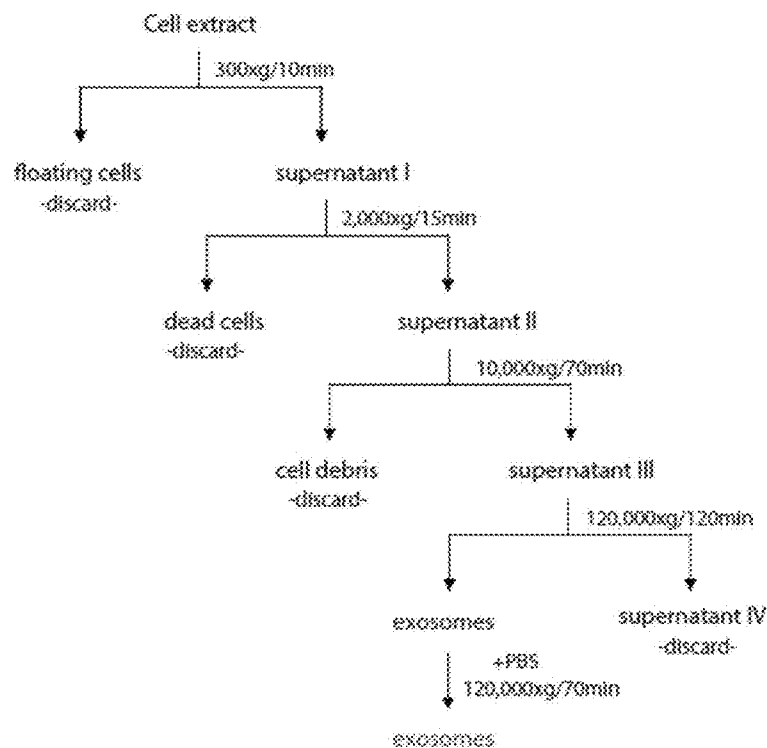 Cell extract
300xg/10min
floating cells
-discard-
supernatant I
2,000xg/15min
dead cells
-discard-
supernatant II
10,000xg/70min
cell debris
-discard-
supernatant III
120,000xg/120min
exosomes
supernatant IV
-discard-
+PBS
120,000xg/70min
exosomes